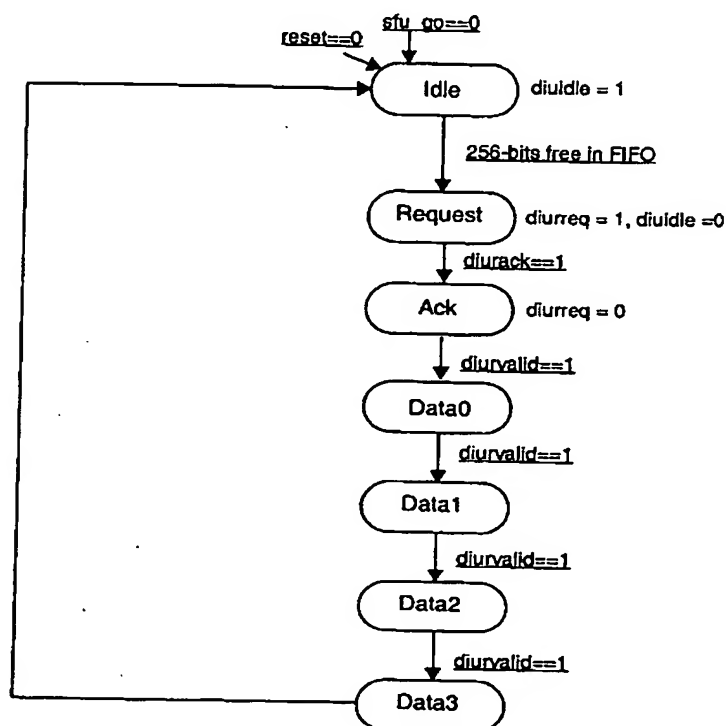 sfu_go==0
reset==0
Idle
diuidle = 1
256-bits free in FIFO
Request
diurreq = 1, diuidle =0
diurack==1
Ack
diurreq = 0
diurvalid==1
Data0
diurvalid==1
Data1
diurvalid==1
Data2
diurvalid==1
Data3